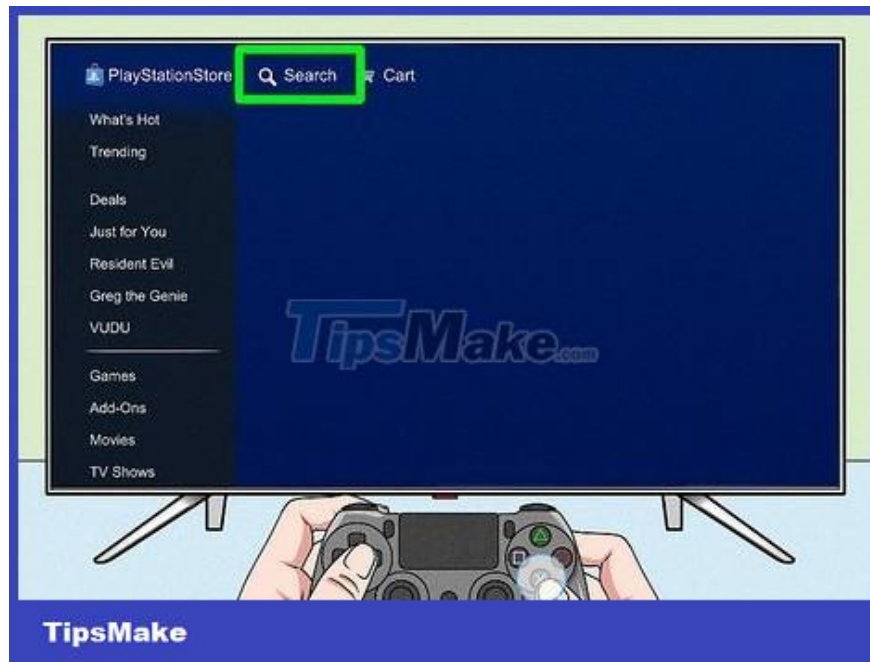 PlayStationStore Search Cart
What's Hot
Trending
Deals
Just for You
Resident Evil
Greg the Genie
VUDU
Games
Add-Ons
Movies
TV Shows
TipsMake.com
TipsMake